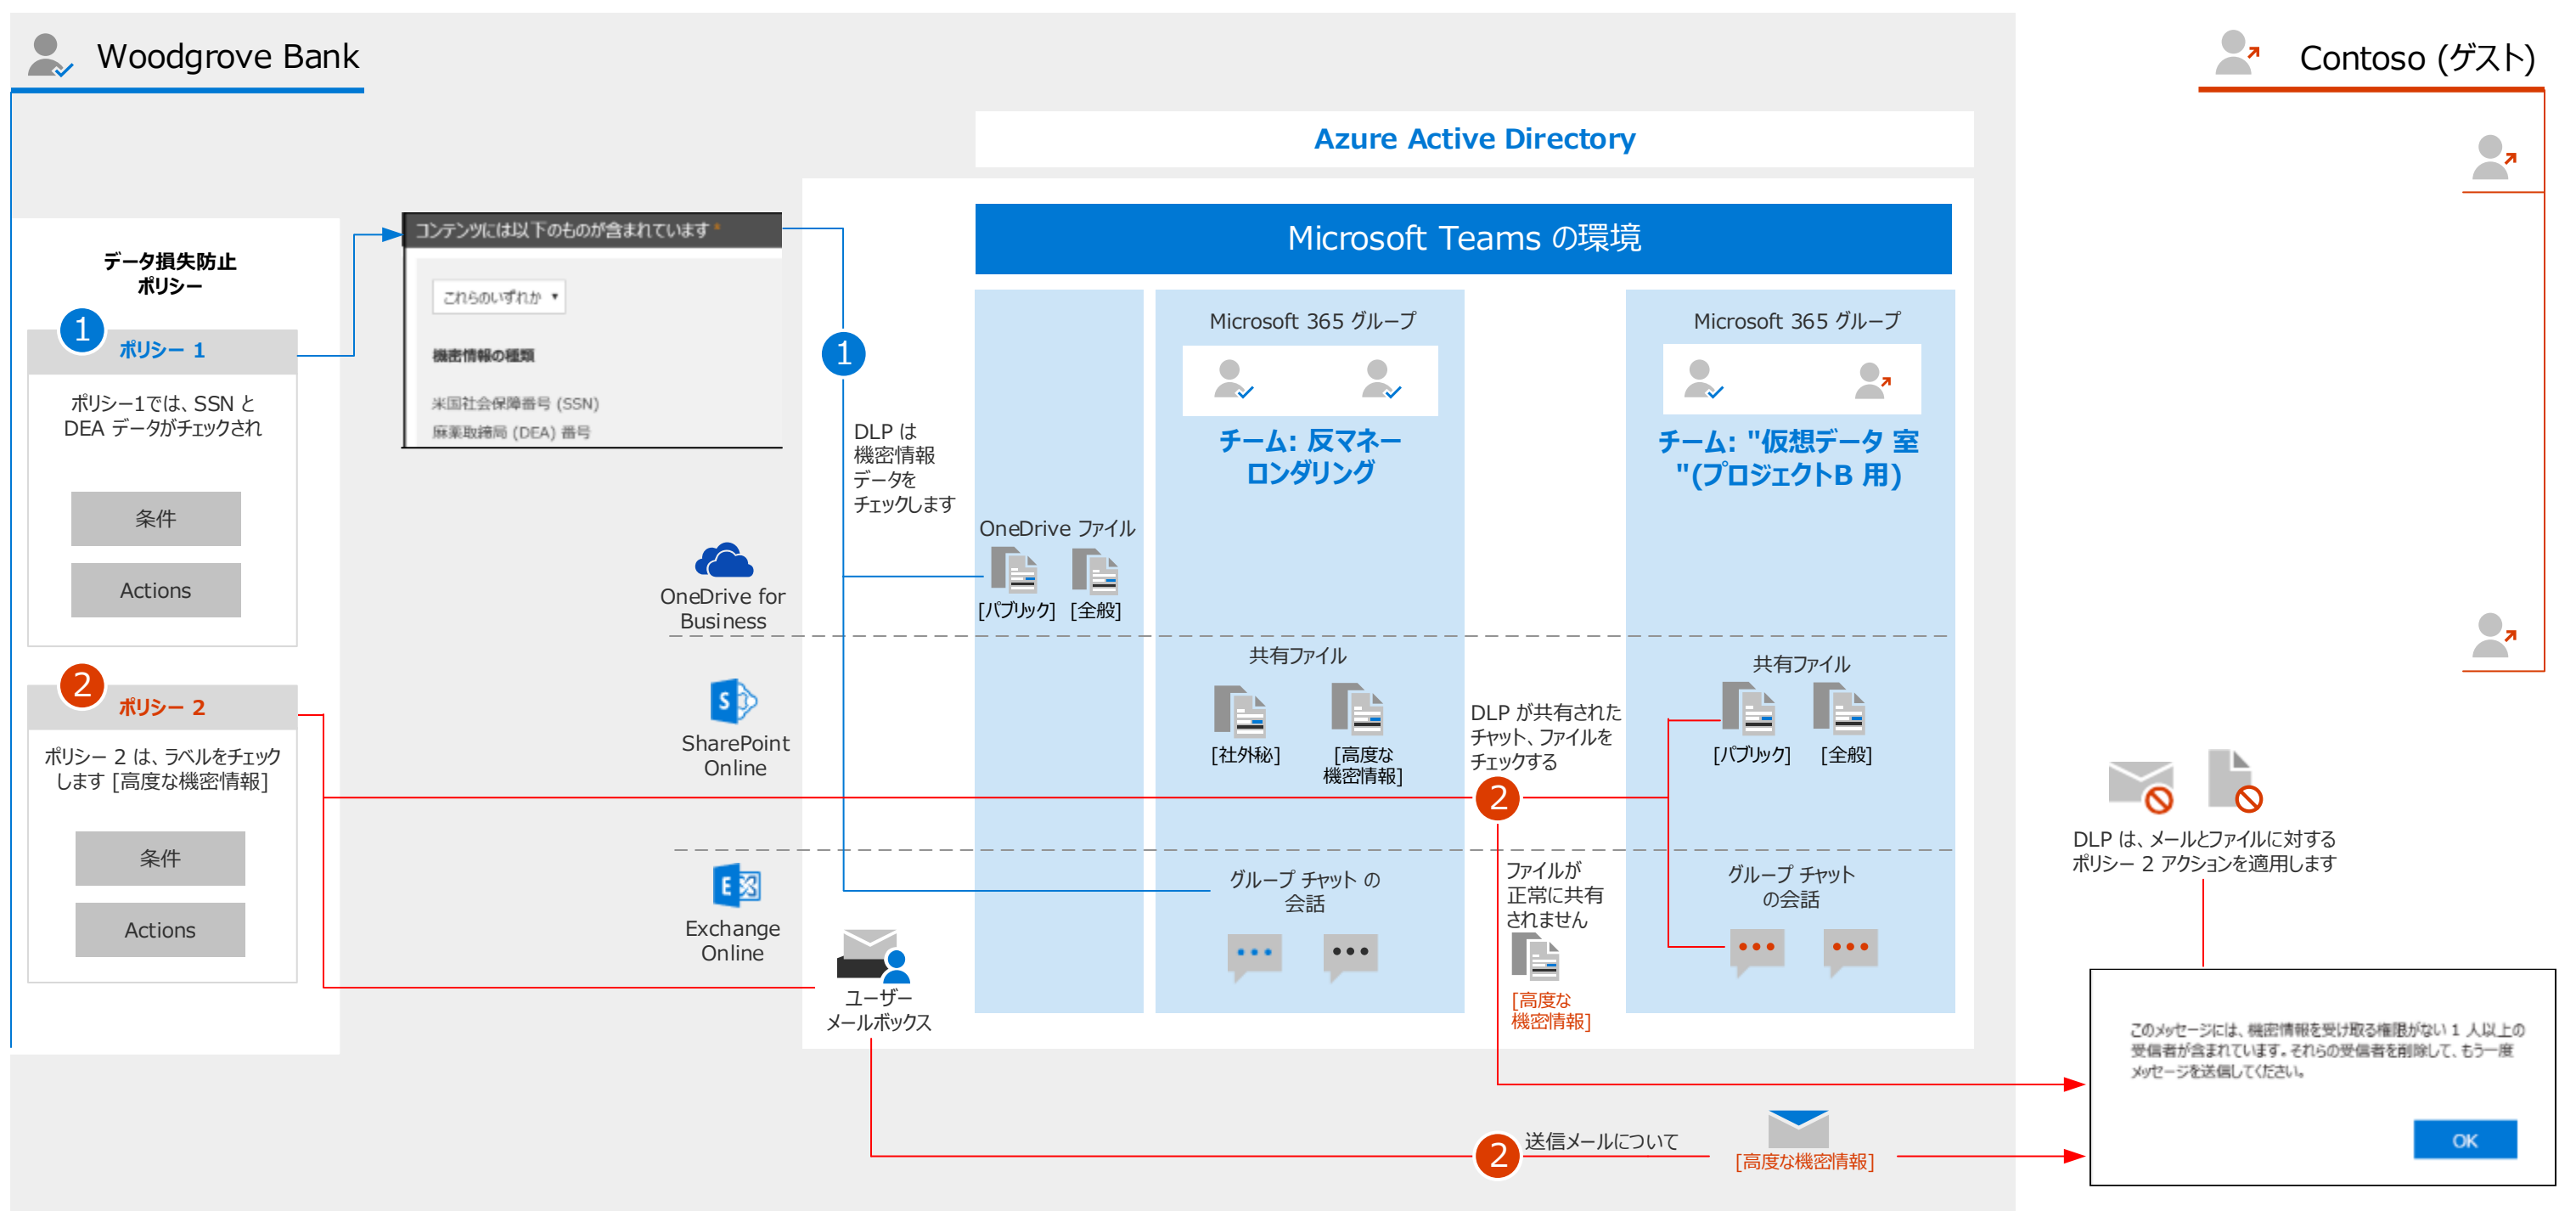 Woodgrove Bank
Contoso (ゲスト)
Azure Active Directory
Microsoft Teams の環境
データ損失防止
ポリシー
1
ポリシー 1
ポリシー1では、SSN と
DEA データがチェックされ
条件
Actions
2
ポリシー 2
ポリシー 2 は、ラベルをチェック
します [高度な機密情報]
条件
Actions
コンテンツには以下のものが含まれています *
これらのいずれか ▼
機密情報の種類
米国社会保障番号 (SSN)
麻薬取締局 (DEA) 番号
1
DLP は
機密情報
データを
チェックします
OneDrive for
Business
SharePoint
Online
Exchange
Online
ユーザー
メールボックス
OneDrive ファイル
[パブリック]
[全般]
Microsoft 365 グループ
チーム: 反マネー
ロンダリング
共有ファイル
[社外秘]
[高度な
機密情報]
グループ チャット の
会話
DLP が共有された
チャット、ファイルを
チェックする
2
ファイルが
正常に共有
されません
[高度な
機密情報]
Microsoft 365 グループ
チーム: "仮想データ 室
"(プロジェクトB 用)
共有ファイル
[パブリック]
[全般]
グループ チャット
の会話
2
送信メールについて
[高度な機密情報]
DLP は、メールとファイルに対する
ポリシー 2 アクションを適用します
このメッセージには、機密情報を受け取る権限がない 1 人以上の
受信者が含まれています。それらの受信者を削除して、もう一度
メッセージを送信してください。
OK